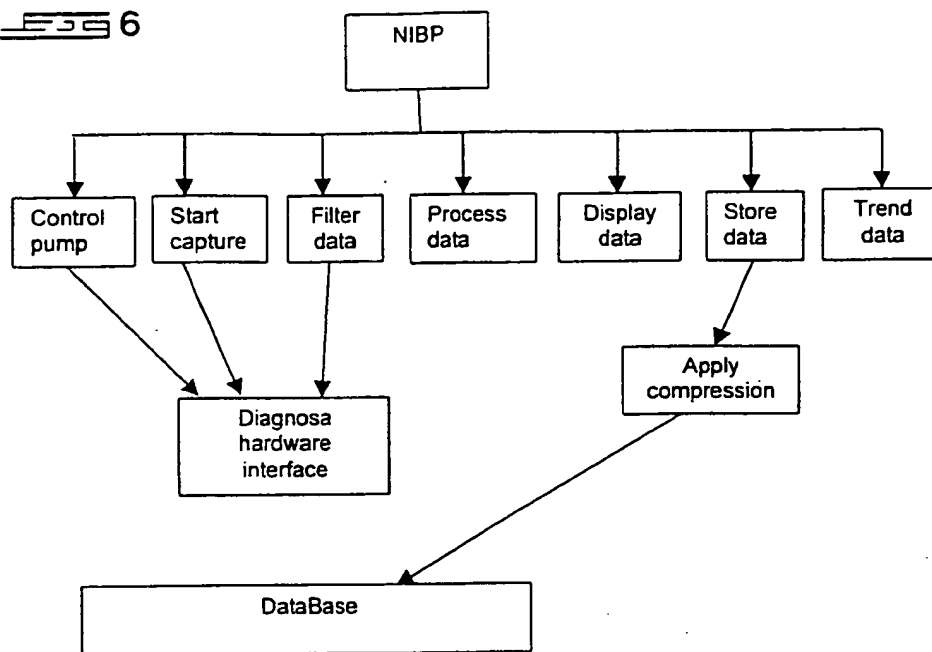 FIG 6
NIBP
Control
pump
Start
capture
Filter
data
Process
data
Display
data
Store
data
Trend
data
Apply
compression
Diagnosa
hardware
interface
DataBase